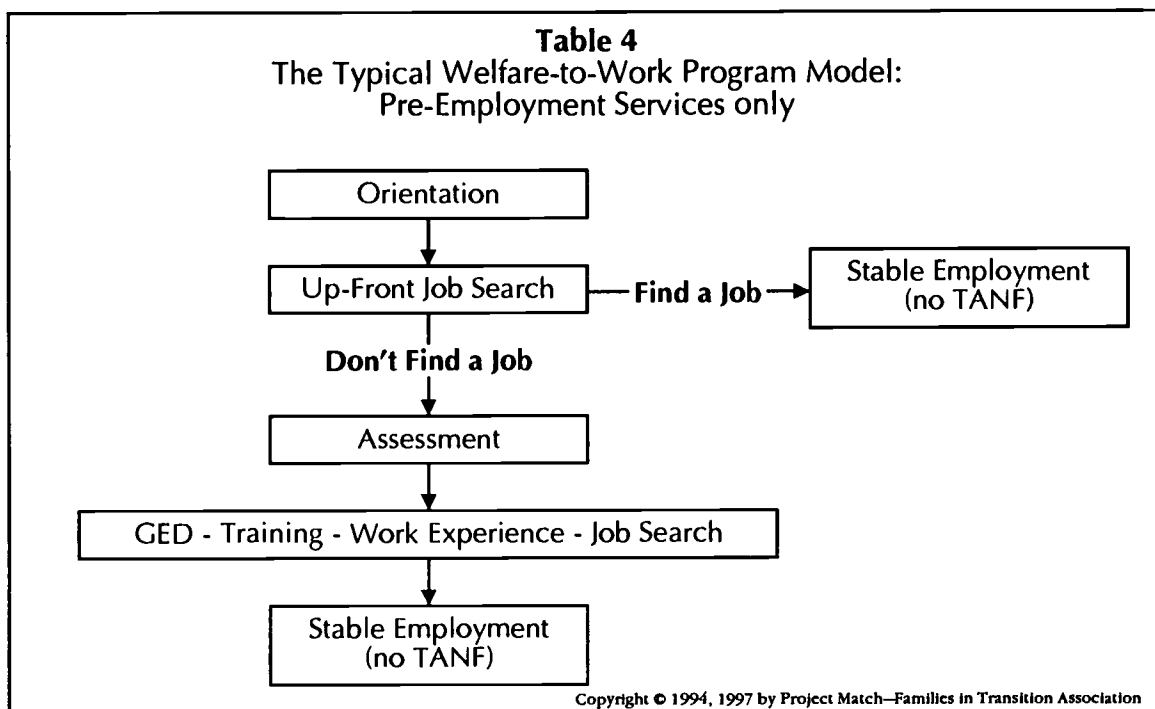 Table 4
The Typical Welfare-to-Work Program Model:
Pre-Employment Services only
Orientation
Up-Front Job Search
Find a Job
Stable Employment
(no TANF)
Don't Find a Job
Assessment
GED - Training - Work Experience - Job Search
Stable Employment
(no TANF)
Copyright © 1994, 1997 by Project Match—Families in Transition Association